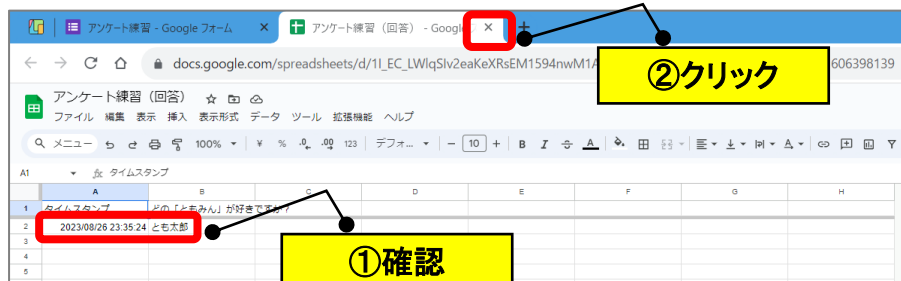 アンケート練習 - Google フォーム × アンケート練習（回答） - Google × +
docs.google.com/spreadsheets/d/1I_EC_LWlqSIv2eaKeXRsEM1594nwM1A 606398139
②クリック
アンケート練習（回答）
ファイル 編集 表示 挿入 表示形式 データ ツール 拡張機能 ヘルプ
メニュー 100% ¥ % .0 .00 123 デフォ... − 10 + B I A
A1 fx タイムスタンプ
A B C D E F G H
1 タイムスタンプ どの「ともみん」が好きですか？
2 2023/08/26 23:35:24 とも太郎
3
4
5
①確認